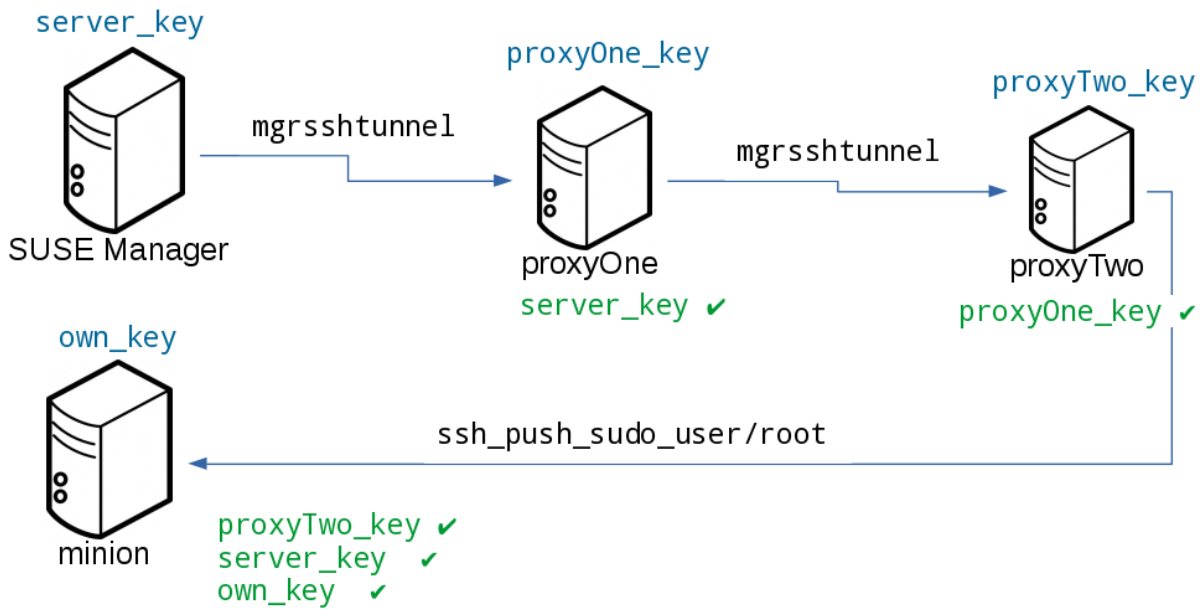 server_key
proxyOne_key
proxyTwo_key
mgrsshtunnel
mgrsshtunnel
SUSE Manager
proxyOne
proxyTwo
server_key ✔
proxyOne_key ✔
own_key
ssh_push_sudo_user/root
minion
proxyTwo_key ✔
server_key ✔
own_key ✔